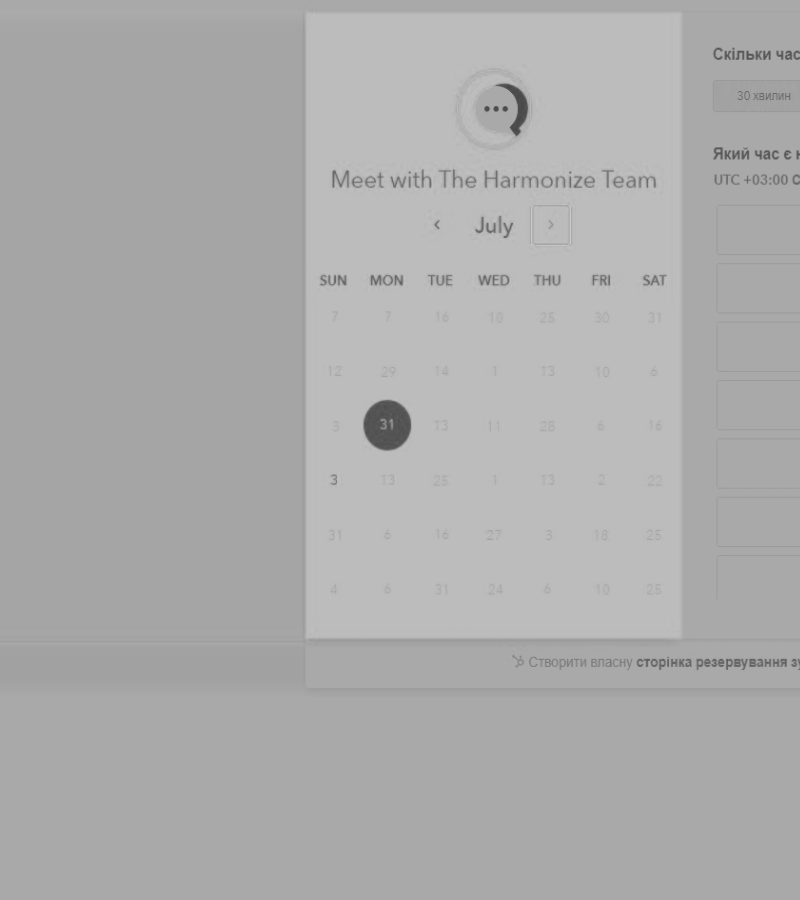 Meet with The Harmonize Team
‹ July ›
SUN MON TUE WED THU FRI SAT
7 7 16 10 28 30 31
12 29 14 1 13 10 6
3 31 13 11 28 6 16
3 13 25 1 13 2 22
31 6 16 27 3 18 25
4 6 31 24 6 10 25
Скільки час
30 хвилин
Який час є н
UTC +03:00 С
Створити власну сторінка резервування зу